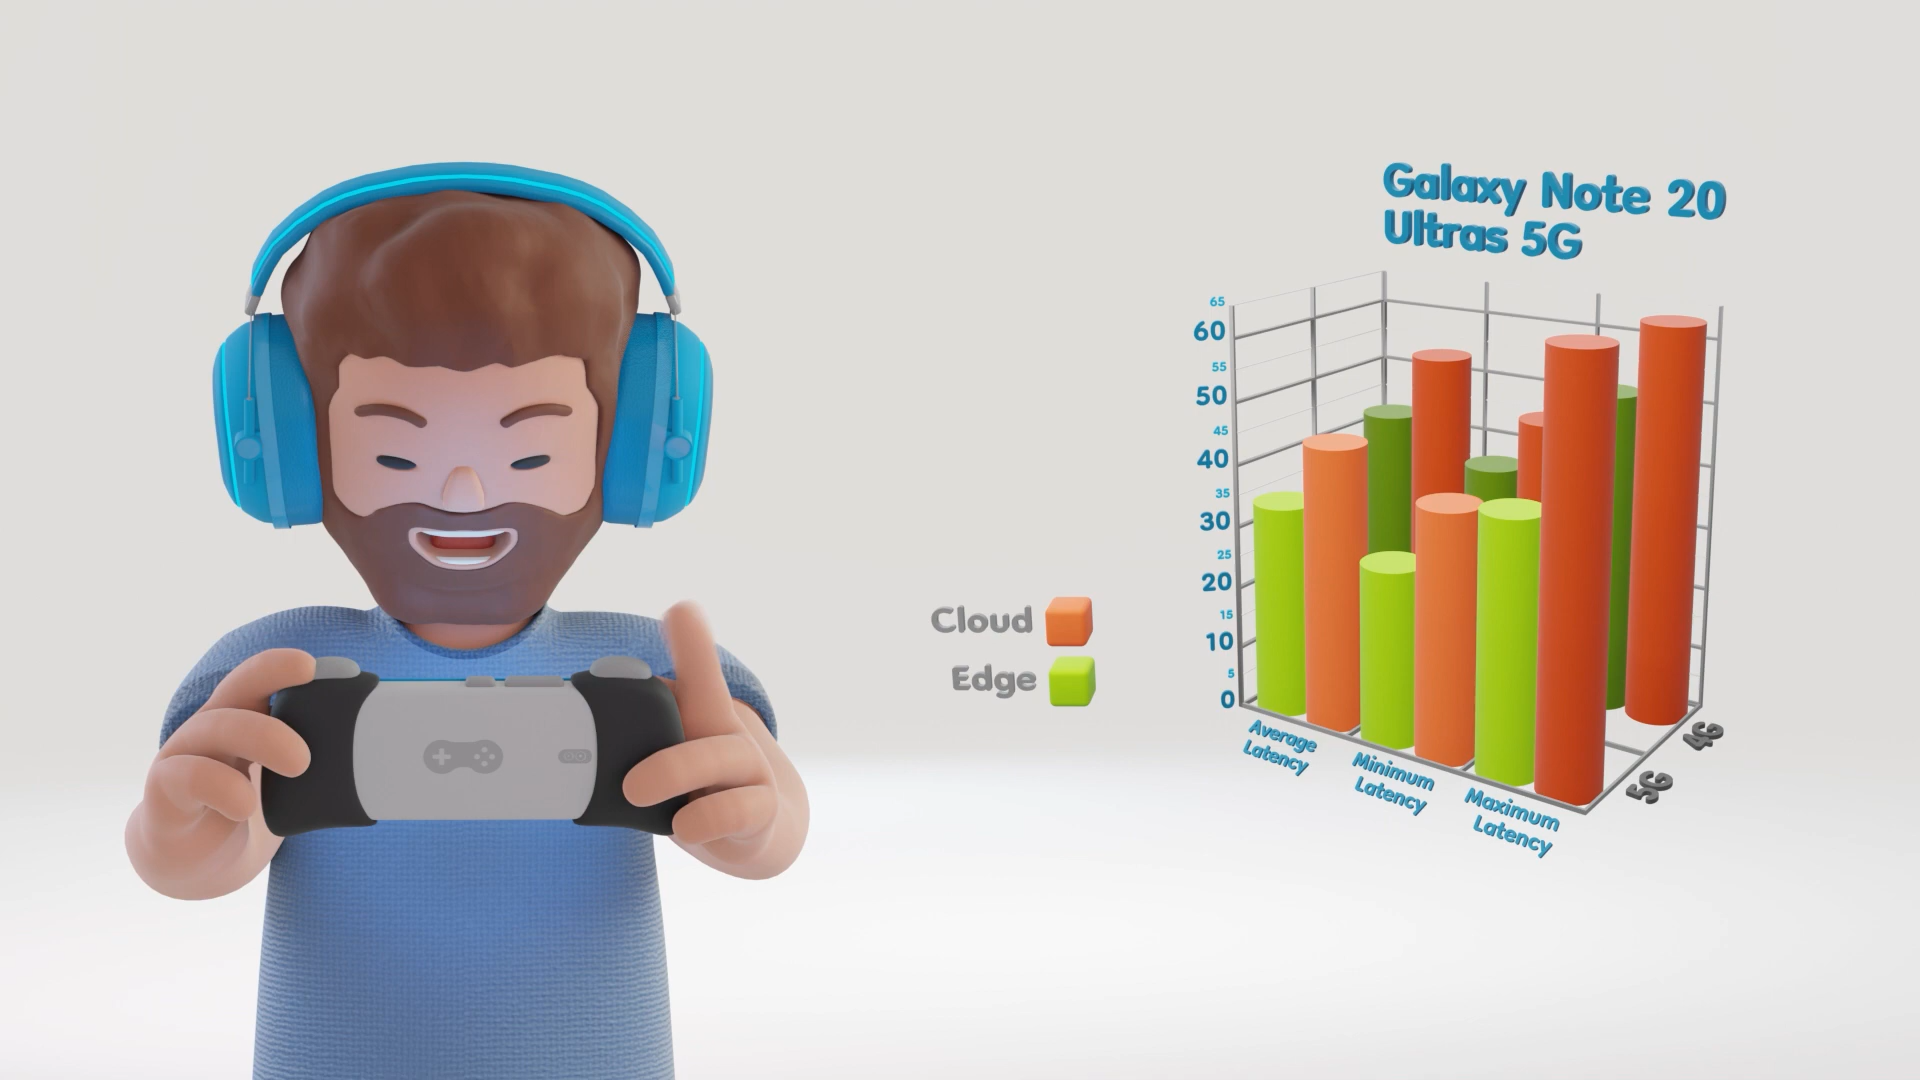 Galaxy Note 20
Ultras 5G
65
60
55
50
45
40
35
30
25
20
15
10
5
0
Cloud
Edge
Average
Latency
Minimum
Latency
Maximum
Latency
4G
5G